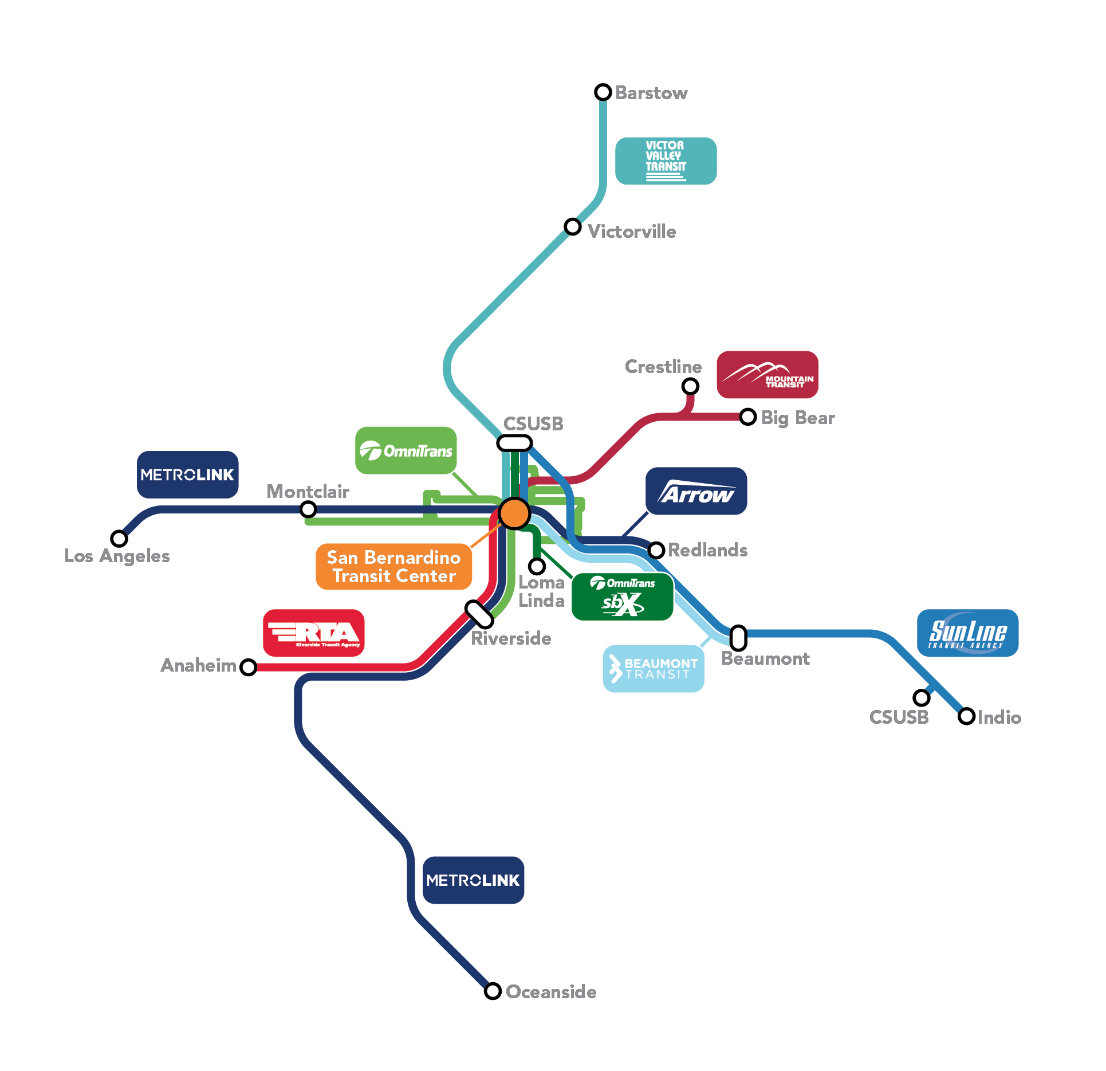 Barstow
VICTOR
VALLEY
TRANSIT
Victorville
Crestline
MOUNTAIN
TRANSIT
Big Bear
CSUSB
OmniTrans
METROLINK
Montclair
Arrow
Los Angeles
San Bernardino
Transit Center
Redlands
Loma
Linda
OmniTrans
sbX
RTA
Riverside Transit Agency
Riverside
SunLine
TRANSIT AGENCY
Anaheim
BEAUMONT
TRANSIT
Beaumont
CSUSB
Indio
METROLINK
Oceanside